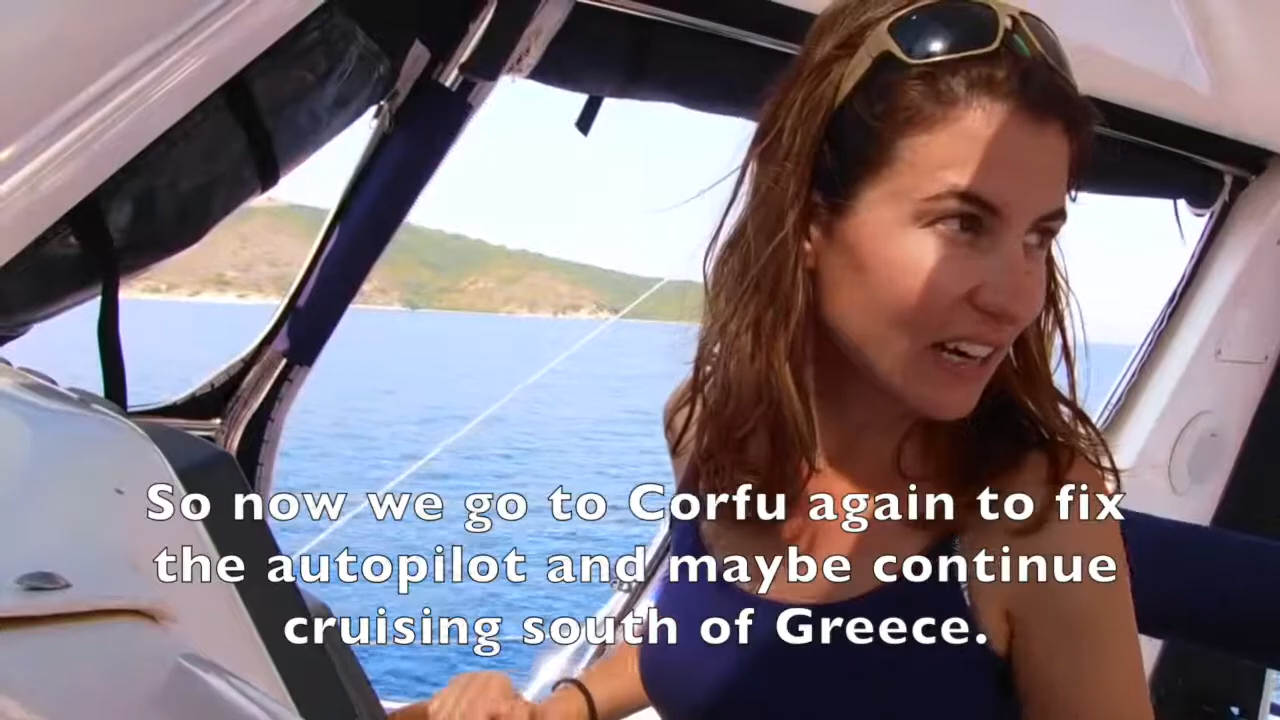 So now we go to Corfu again to fix
the autopilot and maybe continue
cruising south of Greece.